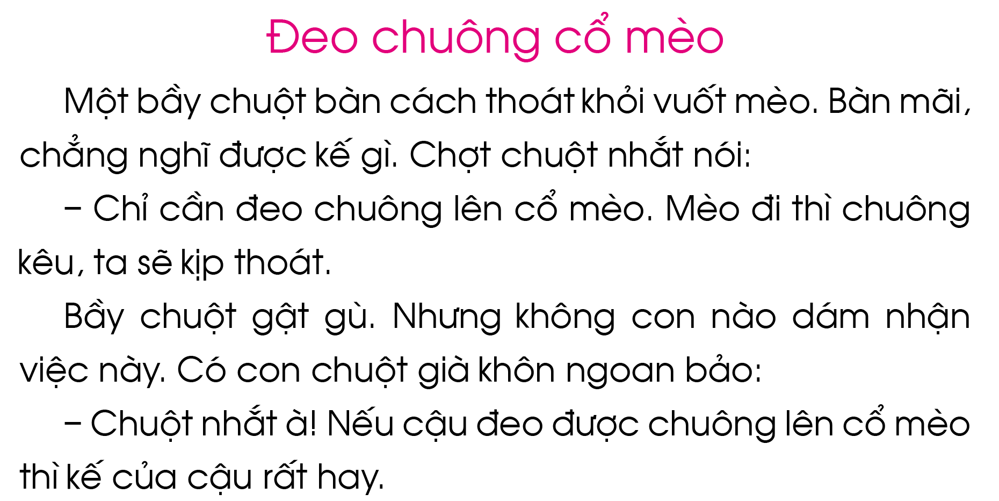 Đeo chuông cổ mèo
Một bầy chuột bàn cách thoát khỏi vuốt mèo. Bàn mãi,
chẳng nghĩ được kế gì. Chợt chuột nhắt nói:
– Chỉ cần đeo chuông lên cổ mèo. Mèo đi thì chuông
kêu, ta sẽ kịp thoát.
Bầy chuột gật gù. Nhưng không con nào dám nhận
việc này. Có con chuột già khôn ngoan bảo:
– Chuột nhắt à! Nếu cậu đeo được chuông lên cổ mèo
thì kế của cậu rất hay.